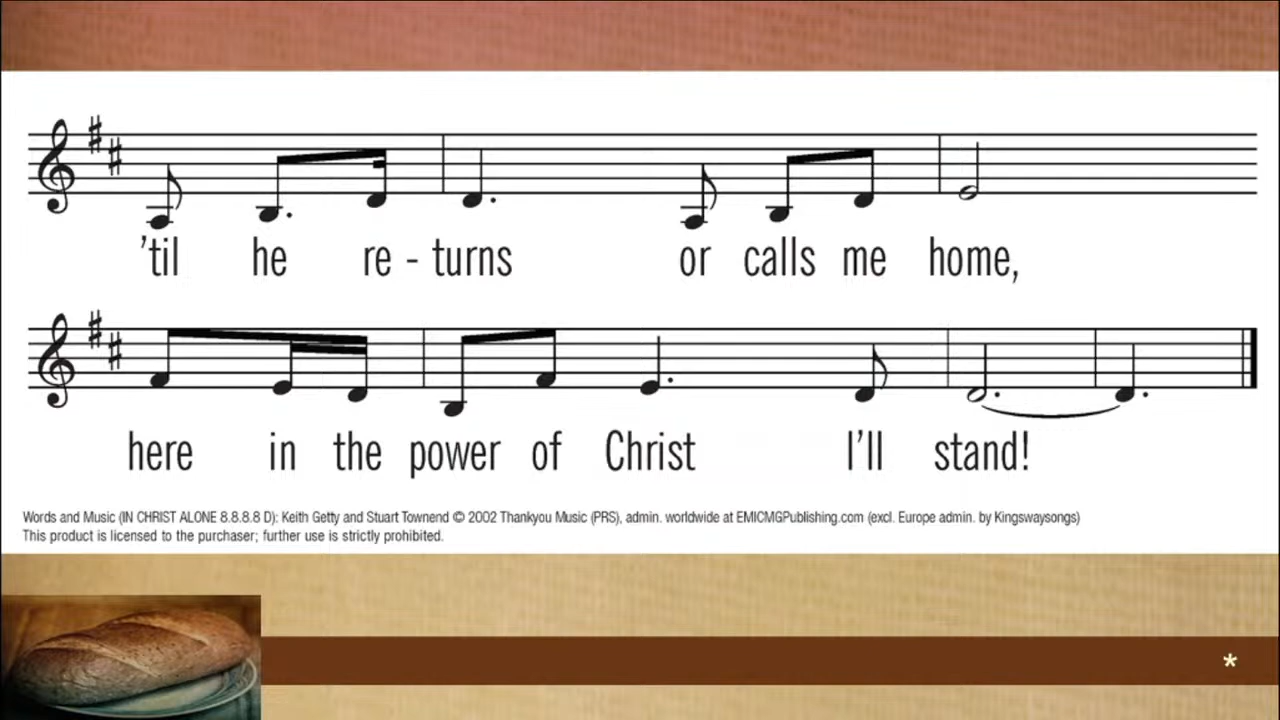 ’til he re - turns or calls me home,
here in the power of Christ I’ll stand!
Words and Music (IN CHRIST ALONE 8.8.8.8 D): Keith Getty and Stuart Townend © 2002 Thankyou Music (PRS), admin. worldwide at EMICMGPublishing.com (excl. Europe admin. by Kingswaysongs)
This product is licensed to the purchaser; further use is strictly prohibited.
*